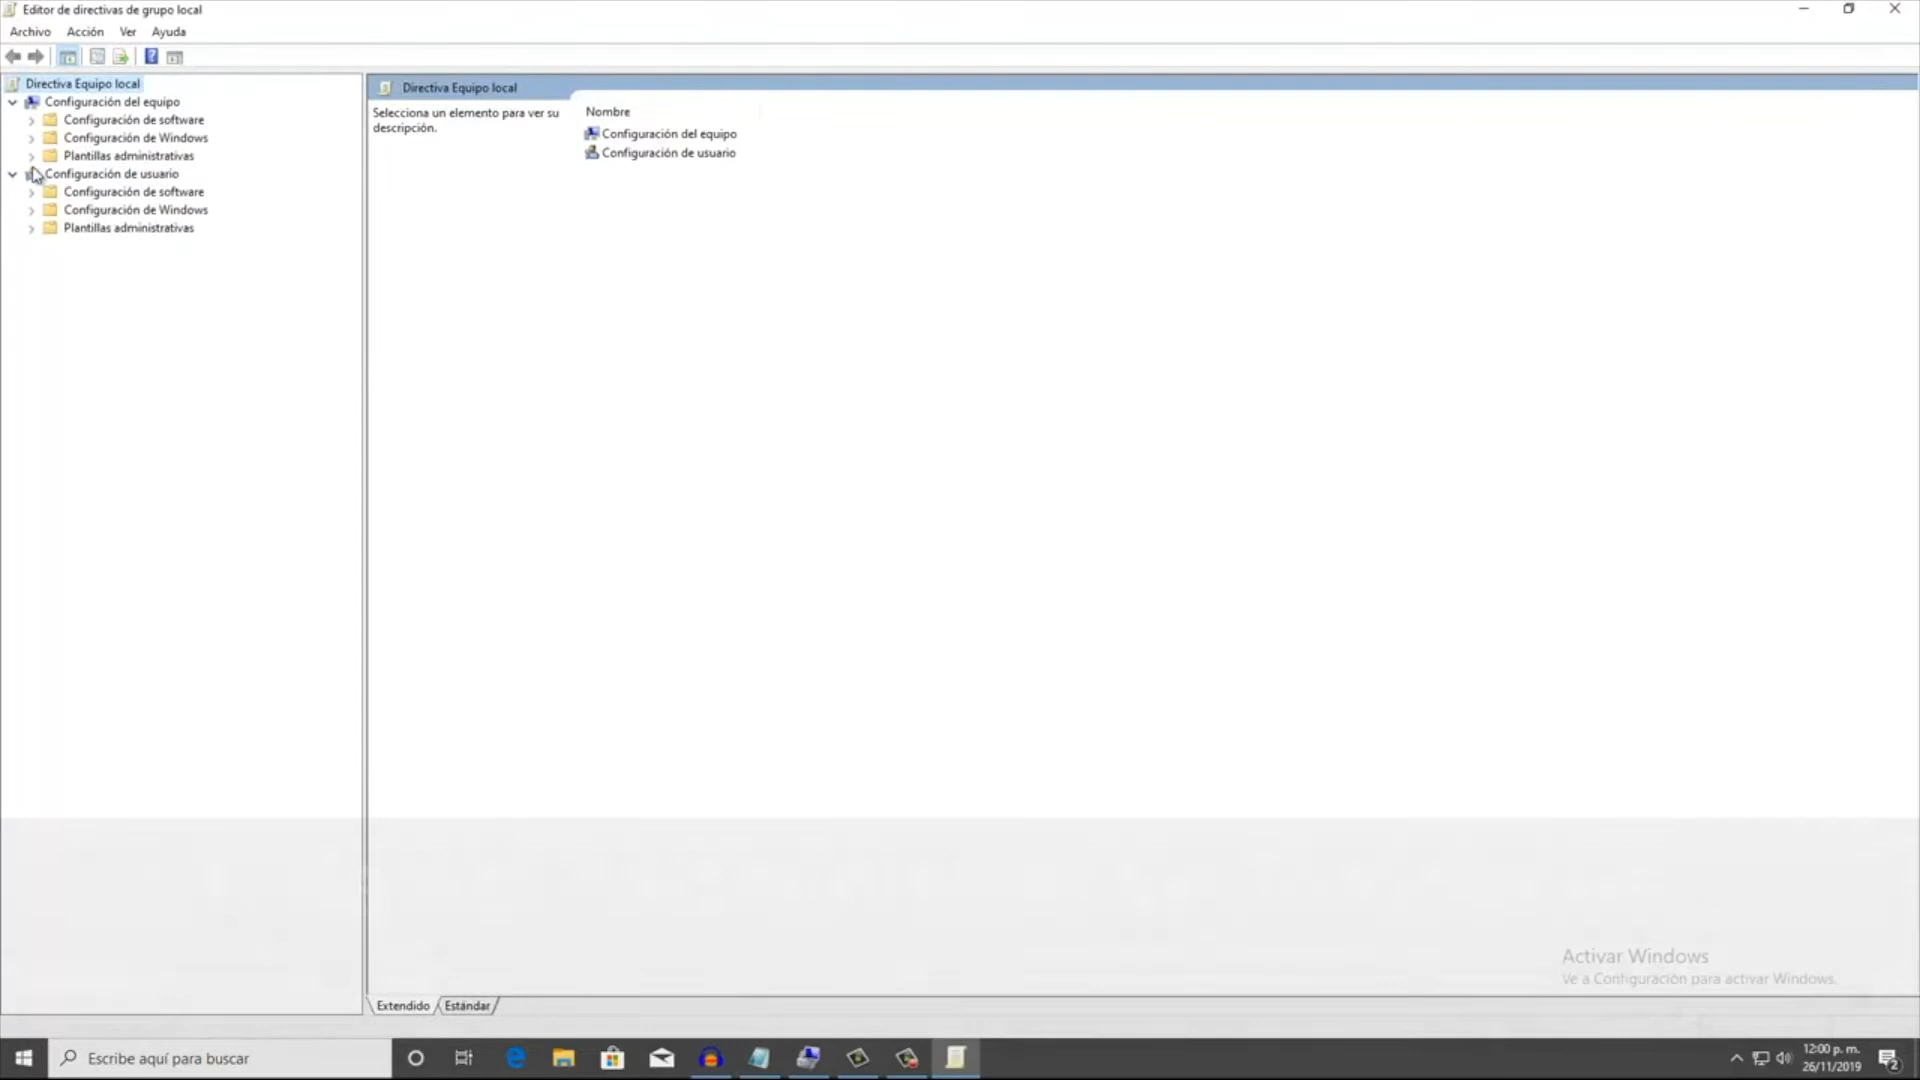 Editor de directivas de grupo local
Archivo Acción Ver Ayuda
Directiva Equipo local
Configuración del equipo
Configuración de software
Configuración de Windows
Plantillas administrativas
Configuración de usuario
Configuración de software
Configuración de Windows
Plantillas administrativas
Directiva Equipo local
Selecciona un elemento para ver su
descripción.
Nombre
Configuración del equipo
Configuración de usuario
Activar Windows
Ve a Configuración para activar Windows.
Extendido Estándar
Escribe aquí para buscar
12:00 p. m.
26/11/2019
2